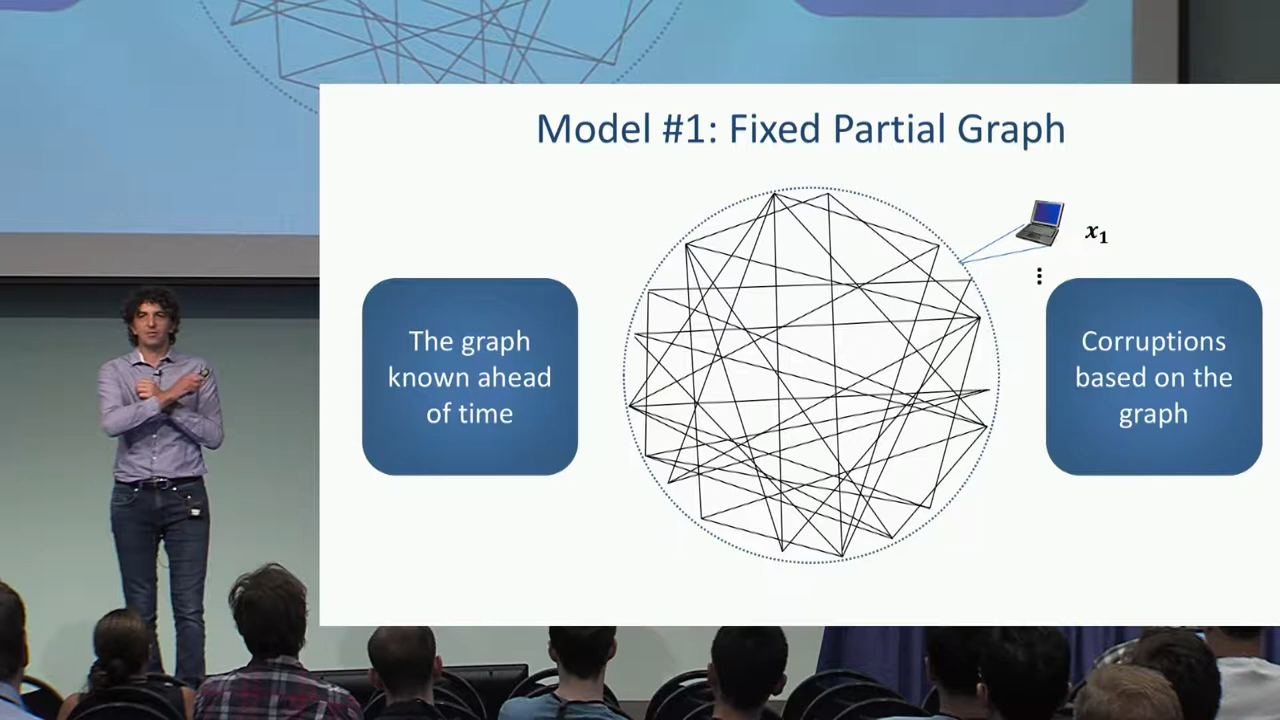 Model #1: Fixed Partial Graph
x₁
⋮
The graph
known ahead
of time
Corruptions
based on the
graph